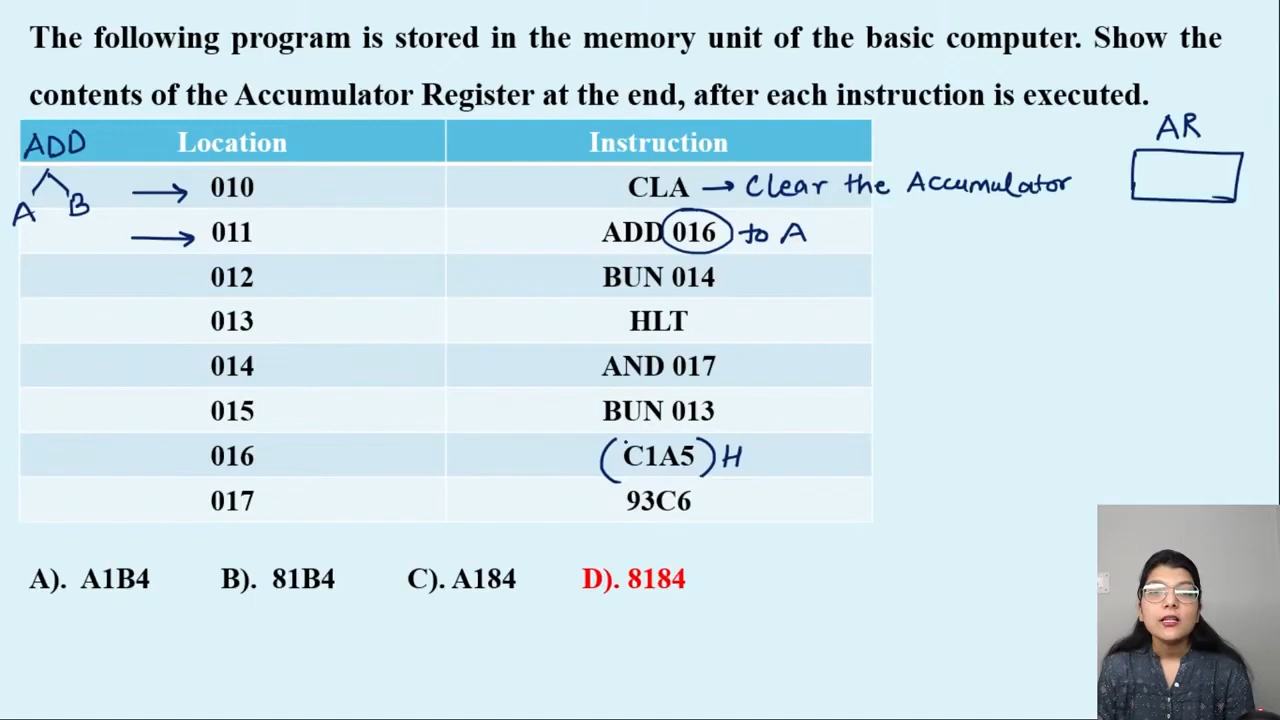 The following program is stored in the memory unit of the basic computer. Show the
contents of the Accumulator Register at the end, after each instruction is executed.
AR
ADD Location Instruction
A B → 010 CLA → Clear the Accumulator
→ 011 ADD 016 to A
012 BUN 014
013 HLT
014 AND 017
015 BUN 013
016 (C1A5)H
017 93C6
A). A1B4 B). 81B4 C). A184 D). 8184